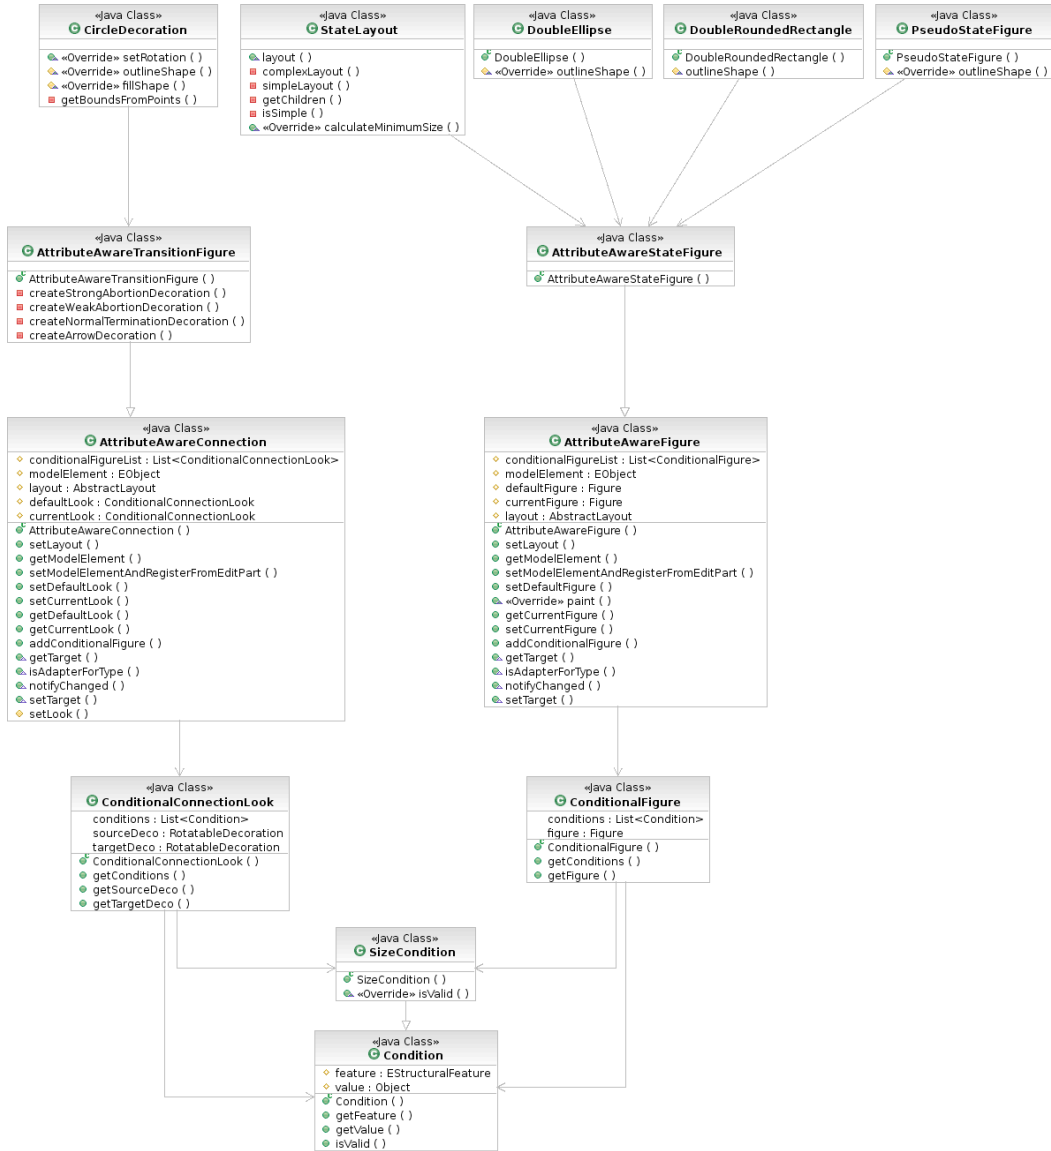 «Java Class»
CircleDecoration
«Override» setRotation ( )
«Override» outlineShape ( )
«Override» fillShape ( )
getBoundsFromPoints ( )
«Java Class»
StateLayout
layout ( )
complexLayout ( )
simpleLayout ( )
getChildren ( )
isSimple ( )
«Override» calculateMinimumSize ( )
«Java Class»
DoubleEllipse
DoubleEllipse ( )
«Override» outlineShape ( )
«Java Class»
DoubleRoundedRectangle
DoubleRoundedRectangle ( )
outlineShape ( )
«Java Class»
PseudoStateFigure
PseudoStateFigure ( )
«Override» outlineShape ( )
«Java Class»
AttributeAwareTransitionFigure
AttributeAwareTransitionFigure ( )
createStrongAbortionDecoration ( )
createWeakAbortionDecoration ( )
createNormalTerminationDecoration ( )
createArrowDecoration ( )
«Java Class»
AttributeAwareStateFigure
AttributeAwareStateFigure ( )
«Java Class»
AttributeAwareConnection
conditionalFigureList : List<ConditionalConnectionLook>
modelElement : EObject
layout : AbstractLayout
defaultLook : ConditionalConnectionLook
currentLook : ConditionalConnectionLook
AttributeAwareConnection ( )
setLayout ( )
getModelElement ( )
setModelElementAndRegisterFromEditPart ( )
setDefaultLook ( )
setCurrentLook ( )
getDefaultLook ( )
getCurrentLook ( )
addConditionalFigure ( )
getTarget ( )
isAdapterForType ( )
notifyChanged ( )
setTarget ( )
setLook ( )
«Java Class»
AttributeAwareFigure
conditionalFigureList : List<ConditionalFigure>
modelElement : EObject
defaultFigure : Figure
currentFigure : Figure
layout : AbstractLayout
AttributeAwareFigure ( )
setLayout ( )
getModelElement ( )
setModelElementAndRegisterFromEditPart ( )
setDefaultFigure ( )
«Override» paint ( )
getCurrentFigure ( )
setCurrentFigure ( )
addConditionalFigure ( )
getTarget ( )
isAdapterForType ( )
notifyChanged ( )
setTarget ( )
«Java Class»
ConditionalConnectionLook
conditions : List<Condition>
sourceDeco : RotatableDecoration
targetDeco : RotatableDecoration
ConditionalConnectionLook ( )
getConditions ( )
getSourceDeco ( )
getTargetDeco ( )
«Java Class»
ConditionalFigure
conditions : List<Condition>
figure : Figure
ConditionalFigure ( )
getConditions ( )
getFigure ( )
«Java Class»
SizeCondition
SizeCondition ( )
«Override» isValid ( )
«Java Class»
Condition
feature : EStructuralFeature
value : Object
Condition ( )
getFeature ( )
getValue ( )
isValid ( )